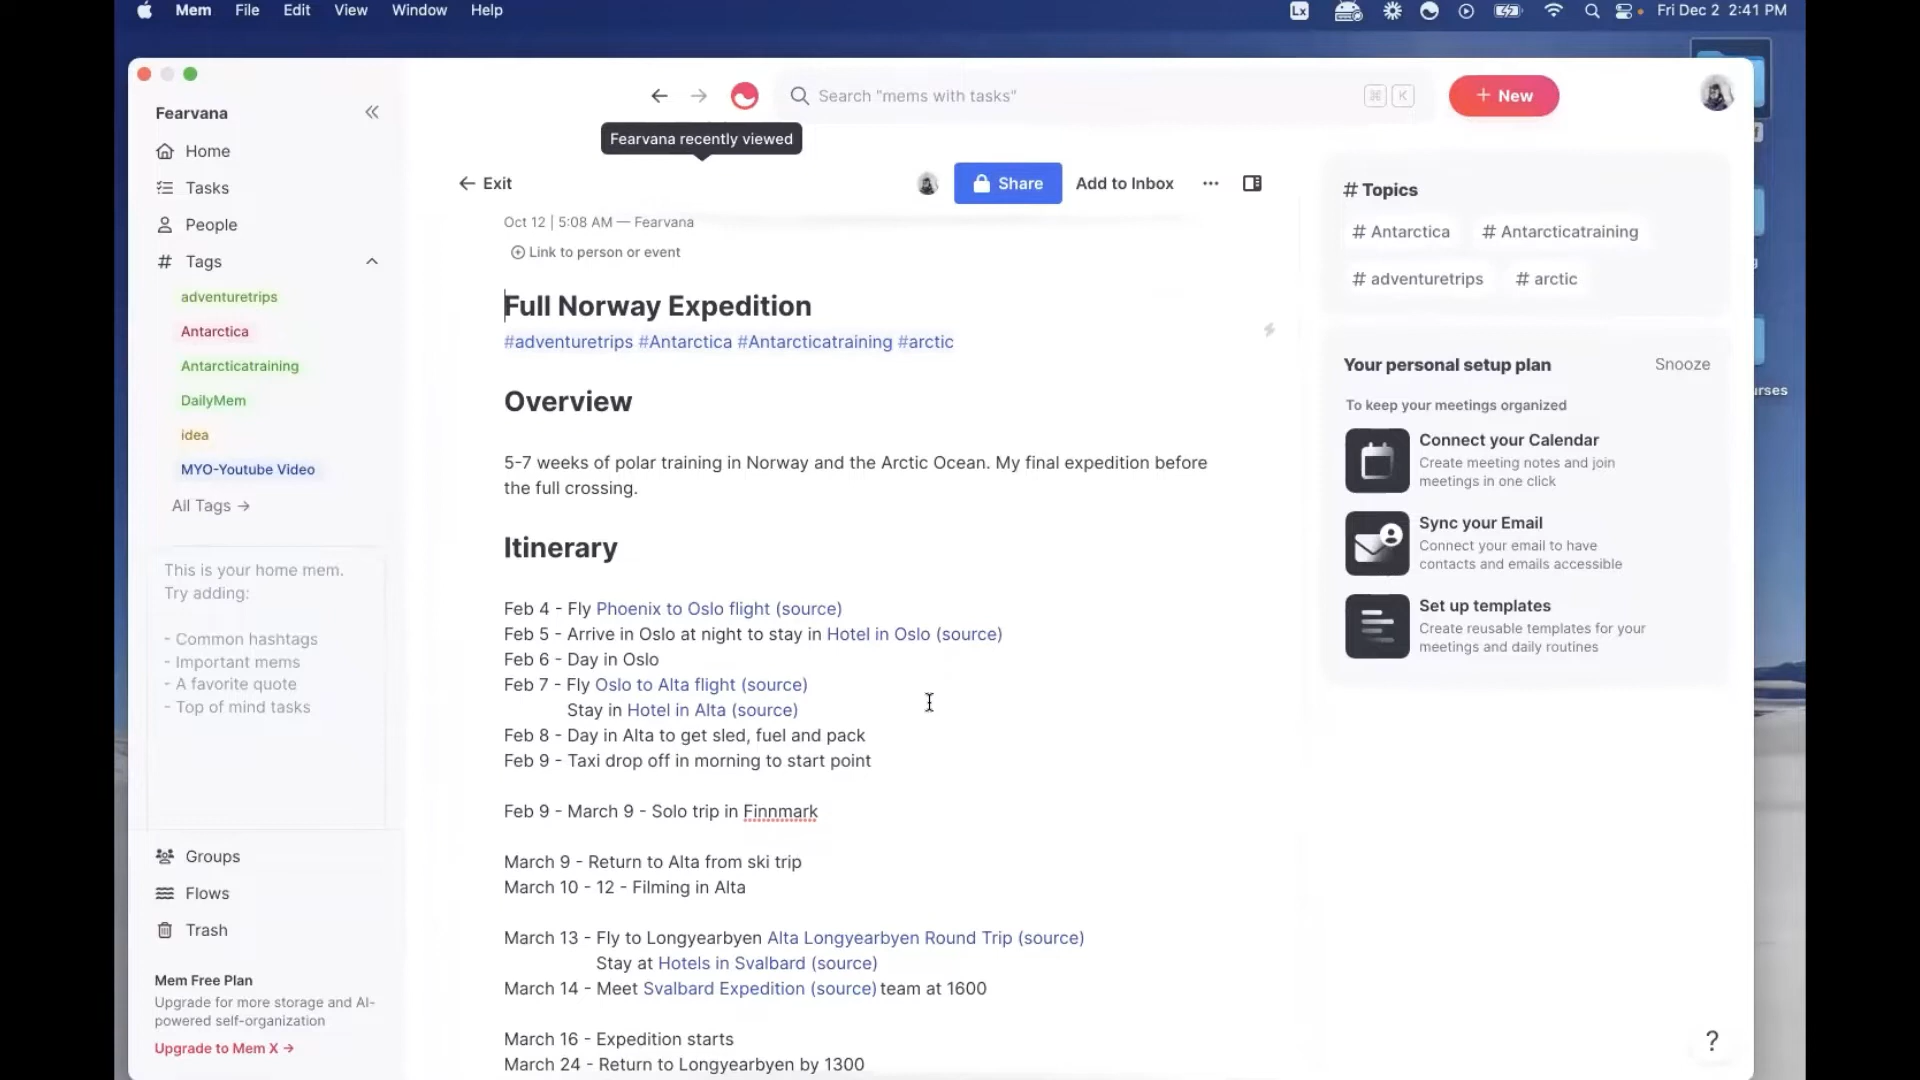 Mem File Edit View Window Help
Lx
Fri Dec 2 2:41 PM
Fearvana
Home
Tasks
People
# Tags
adventuretrips
Antarctica
Antarcticatraining
DailyMem
idea
MYO-Youtube Video
All Tags →
This is your home mem.
Try adding:
- Common hashtags
- Important mems
- A favorite quote
- Top of mind tasks
Groups
Flows
Trash
Mem Free Plan
Upgrade for more storage and AI-
powered self-organization
Upgrade to Mem X →
Search "mems with tasks"
⌘ K
+ New
Fearvana recently viewed
← Exit
Share
Add to Inbox
Oct 12 | 5:08 AM — Fearvana
Link to person or event
Full Norway Expedition
#adventuretrips #Antarctica #Antarcticatraining #arctic
Overview
5-7 weeks of polar training in Norway and the Arctic Ocean. My final expedition before
the full crossing.
Itinerary
Feb 4 - Fly Phoenix to Oslo flight (source)
Feb 5 - Arrive in Oslo at night to stay in Hotel in Oslo (source)
Feb 6 - Day in Oslo
Feb 7 - Fly Oslo to Alta flight (source)
Stay in Hotel in Alta (source)
Feb 8 - Day in Alta to get sled, fuel and pack
Feb 9 - Taxi drop off in morning to start point
Feb 9 - March 9 - Solo trip in Finnmark
March 9 - Return to Alta from ski trip
March 10 - 12 - Filming in Alta
March 13 - Fly to Longyearbyen Alta Longyearbyen Round Trip (source)
Stay at Hotels in Svalbard (source)
March 14 - Meet Svalbard Expedition (source) team at 1600
March 16 - Expedition starts
March 24 - Return to Longyearbyen by 1300
# Topics
# Antarctica
# Antarcticatraining
# adventuretrips
# arctic
Your personal setup plan
Snooze
To keep your meetings organized
Connect your Calendar
Create meeting notes and join
meetings in one click
Sync your Email
Connect your email to have
contacts and emails accessible
Set up templates
Create reusable templates for your
meetings and daily routines
?